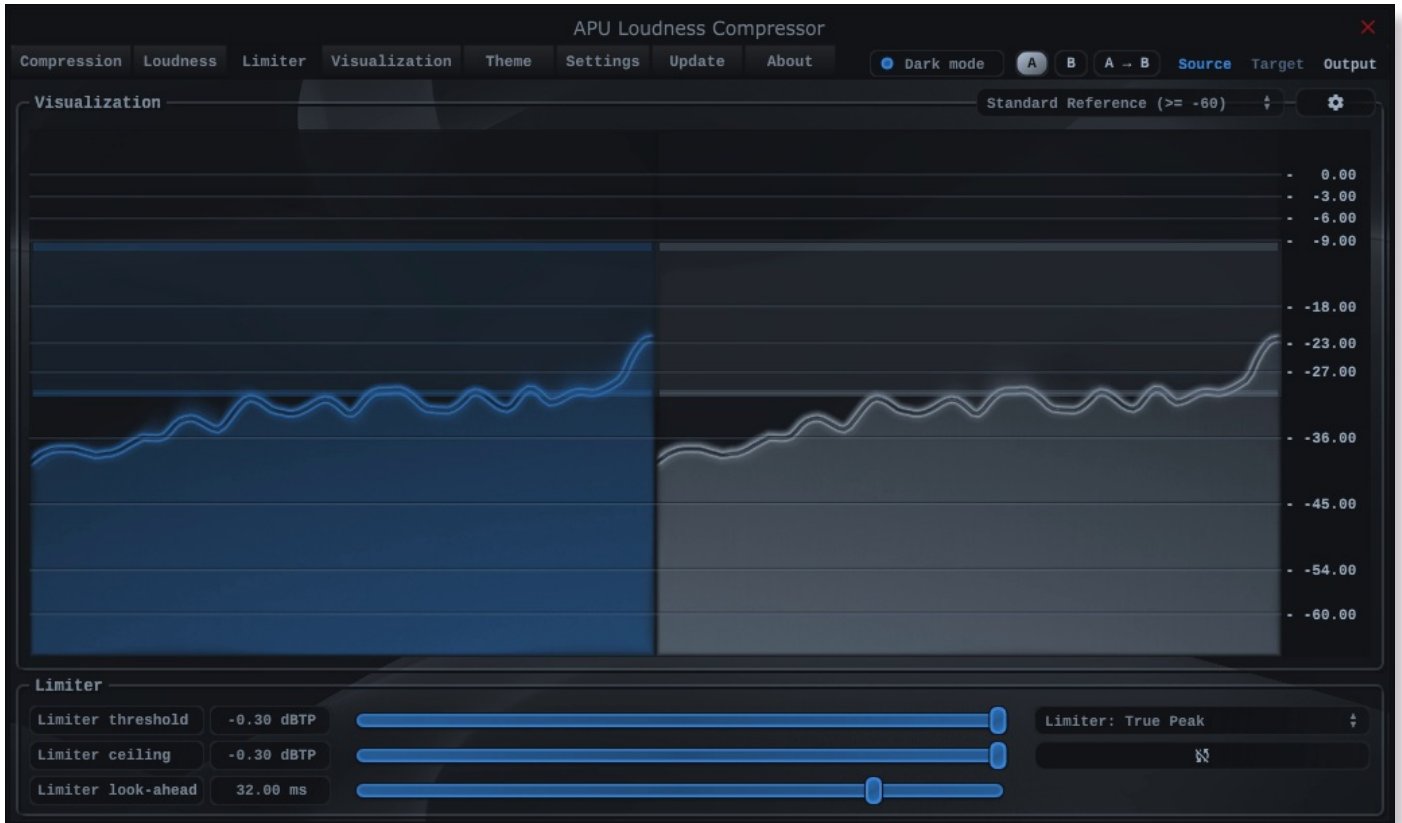 APU Loudness Compressor
Compression Loudness Limiter Visualization Theme Settings Update About Dark mode A B A → B Source Target Output
Visualization Standard Reference (>= -60)
- 0.00
- -3.00
- -6.00
- -9.00
- -18.00
- -23.00
- -27.00
- -36.00
- -45.00
- -54.00
- -60.00
Limiter
Limiter threshold -0.30 dBTP Limiter: True Peak
Limiter ceiling -0.30 dBTP
Limiter look-ahead 32.00 ms